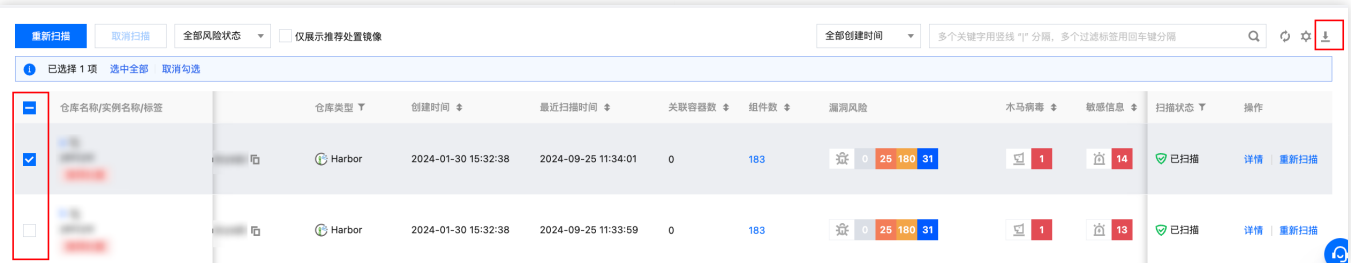 重新扫描 取消扫描 全部风险状态 仅展示推荐处置镜像 全部创建时间 多个关键字用竖线 "|" 分隔，多个过滤标签用回车键分隔
已选择 1 项 选中全部 取消勾选
仓库名称/实例名称/标签 仓库类型 创建时间 最近扫描时间 关联容器数 组件数 漏洞风险 木马病毒 敏感信息 扫描状态 操作
Harbor 2024-01-30 15:32:38 2024-09-25 11:34:01 0 183 0 25 180 31 1 14 已扫描 详情 重新扫描
Harbor 2024-01-30 15:32:38 2024-09-25 11:33:59 0 183 0 25 180 31 1 13 已扫描 详情 重新扫描